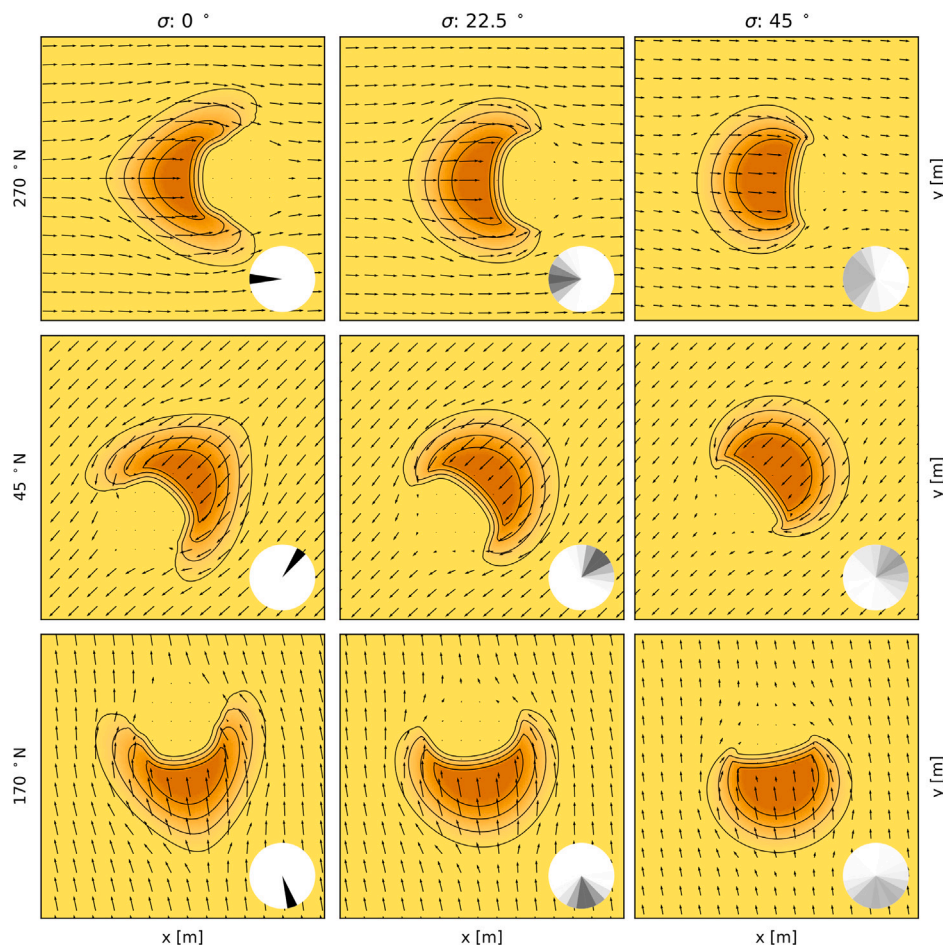 σ: 0 °
σ: 22.5 °
σ: 45 °
270 ° N
y [m]
45 ° N
y [m]
170 ° N
y [m]
x [m]
x [m]
x [m]